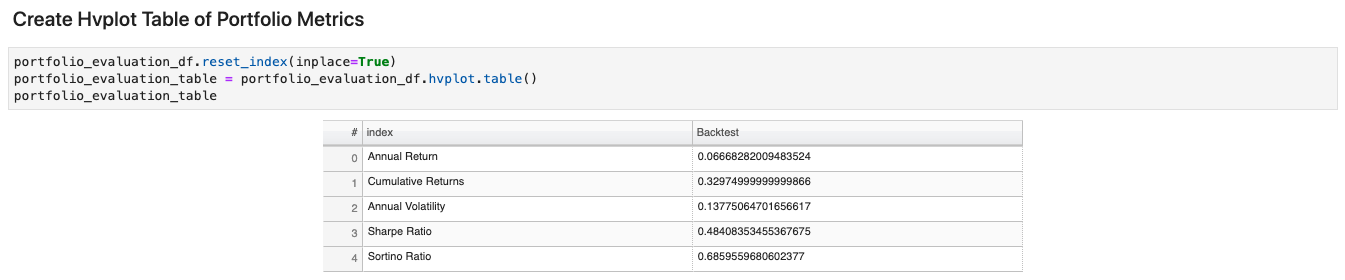 Create Hvplot Table of Portfolio Metrics
portfolio_evaluation_df.reset_index(inplace=True)
portfolio_evaluation_table = portfolio_evaluation_df.hvplot.table()
portfolio_evaluation_table
# index Backtest
0 Annual Return 0.06668282009483524
1 Cumulative Returns 0.32974999999999866
2 Annual Volatility 0.13775064701656617
3 Sharpe Ratio 0.48408353455367675
4 Sortino Ratio 0.6859559680602377